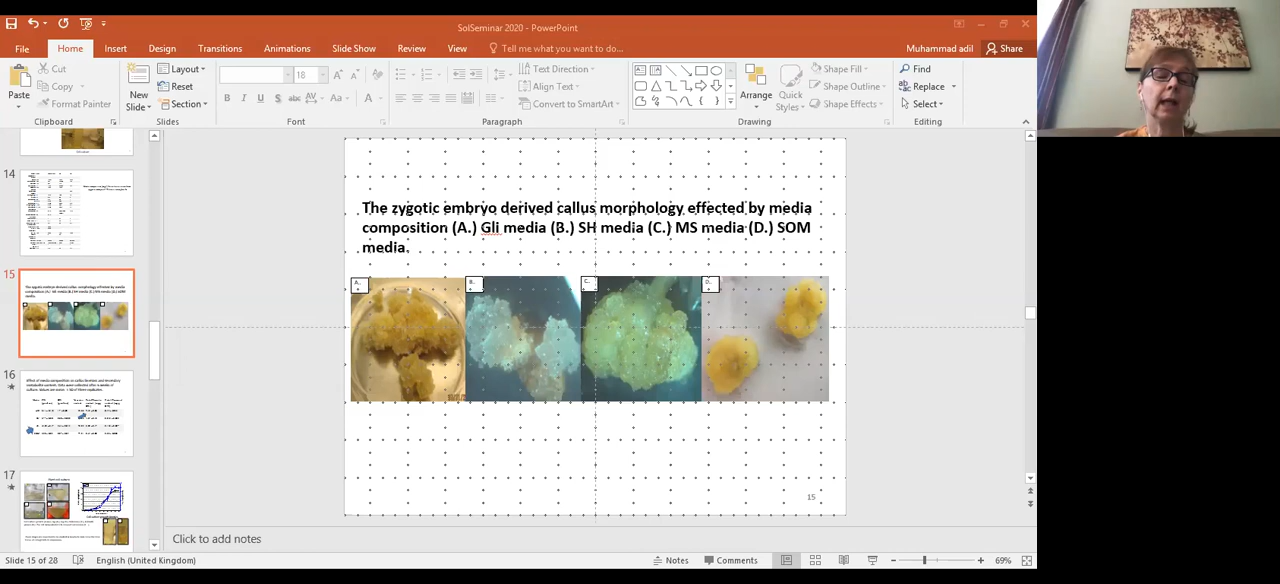 SolSeminar 2020 - PowerPoint
File Home Insert Design Transitions Animations Slide Show Review View Tell me what you want to do... Muhammad adil Share
Paste Cut Copy Format Painter
New Slide Layout Reset Section
18
B I U S abc AV Aa A
Text Direction Align Text Convert to SmartArt
Arrange Quick Styles Shape Fill Shape Outline Shape Effects
Find Replace Select
Clipboard Slides Font Paragraph Drawing Editing
14
15
16
17
The zygotic embryo derived callus morphology effected by media
composition (A.) Gli media (B.) SH media (C.) MS media (D.) SOM
media.
A. B. C. D.
15
Click to add notes
Slide 15 of 28 English (United Kingdom) Notes Comments 69%